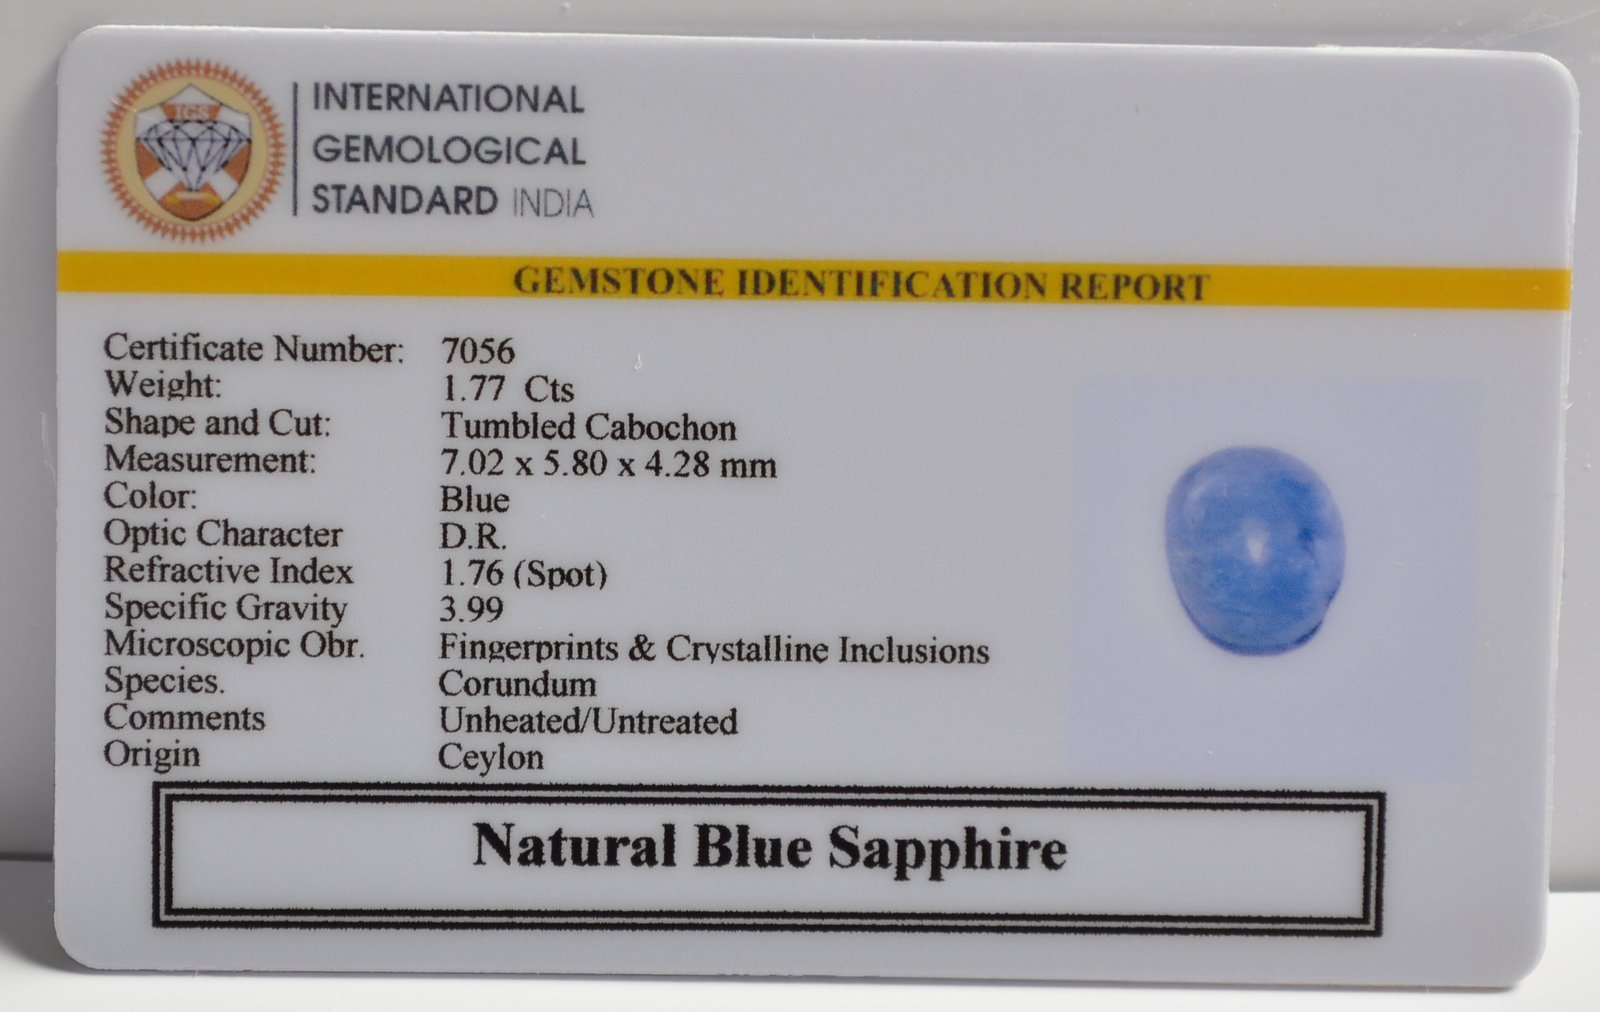 IGS
INTERNATIONAL
GEMOLOGICAL
STANDARD INDIA
GEMSTONE IDENTIFICATION REPORT
Certificate Number: 7056
Weight: 1.77 Cts
Shape and Cut: Tumbled Cabochon
Measurement: 7.02 x 5.80 x 4.28 mm
Color: Blue
Optic Character D.R.
Refractive Index 1.76 (Spot)
Specific Gravity 3.99
Microscopic Obr. Fingerprints & Crystalline Inclusions
Species. Corundum
Comments Unheated/Untreated
Origin Ceylon
Natural Blue Sapphire